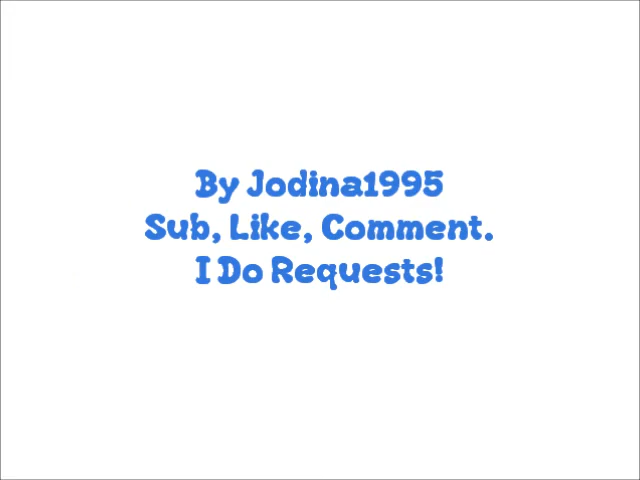 By Jodina1995
Sub, Like, Comment.
I Do Requests!